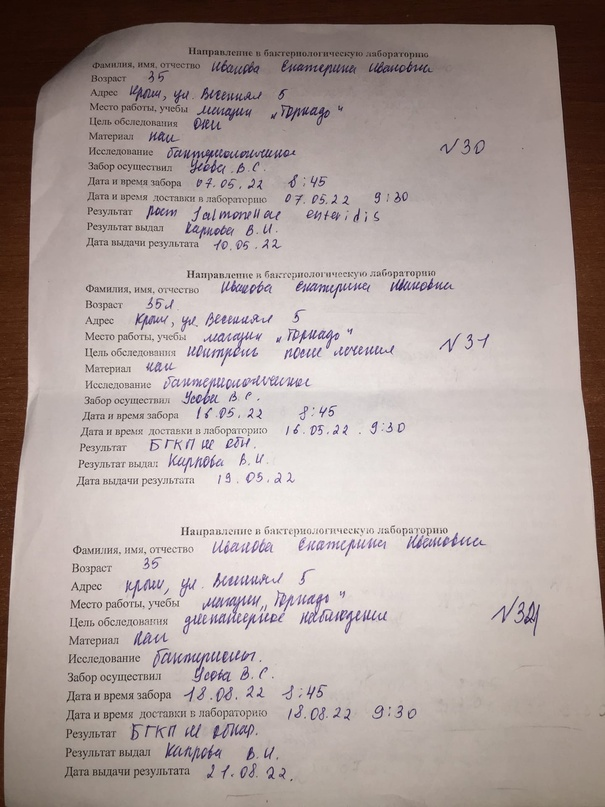 Направление в бактериологическую лабораторию
Фамилия, имя, отчество Иванова Екатерина Ивановна
Возраст 35
Адрес Крым, ул. Весенняя 5
Место работы, учебы магазин „Торнадо"
Цель обследования ОКИ
Материал кал
Исследование бактериологическое №30
Забор осуществил Усова В.С.
Дата и время забора 07.05.22 8:45
Дата и время доставки в лабораторию 07.05.22 9:30
Результат рост Salmonellae enteridis
Результат выдал Карпова В.И.
Дата выдачи результата 10.05.22
Направление в бактериологическую лабораторию
Фамилия, имя, отчество Иванова Екатерина Ивановна
Возраст 35л
Адрес Крым, ул. Весенняя 5
Место работы, учебы магазин „Торнадо"
Цель обследования контроль после лечения №31
Материал кал
Исследование бактериологическое
Забор осуществил Усова В.С.
Дата и время забора 16.05.22 8:45
Дата и время доставки в лабораторию 16.05.22. 9:30
Результат БГКП не обн.
Результат выдал Карпова В.И.
Дата выдачи результата 19.05.22
Направление в бактериологическую лабораторию
Фамилия, имя, отчество Иванова Екатерина Ивановна
Возраст 35
Адрес Крым, ул. Весенняя 5
Место работы, учебы магазин „Торнадо"
Цель обследования диспансерное наблюдение №32
Материал кал
Исследование бактериолог.
Забор осуществил Усова В.С.
Дата и время забора 18.08.22 8:45
Дата и время доставки в лабораторию 18.08.22 9:30
Результат БГКП не обнар.
Результат выдал Капрова В.И.
Дата выдачи результата 21.08.22.